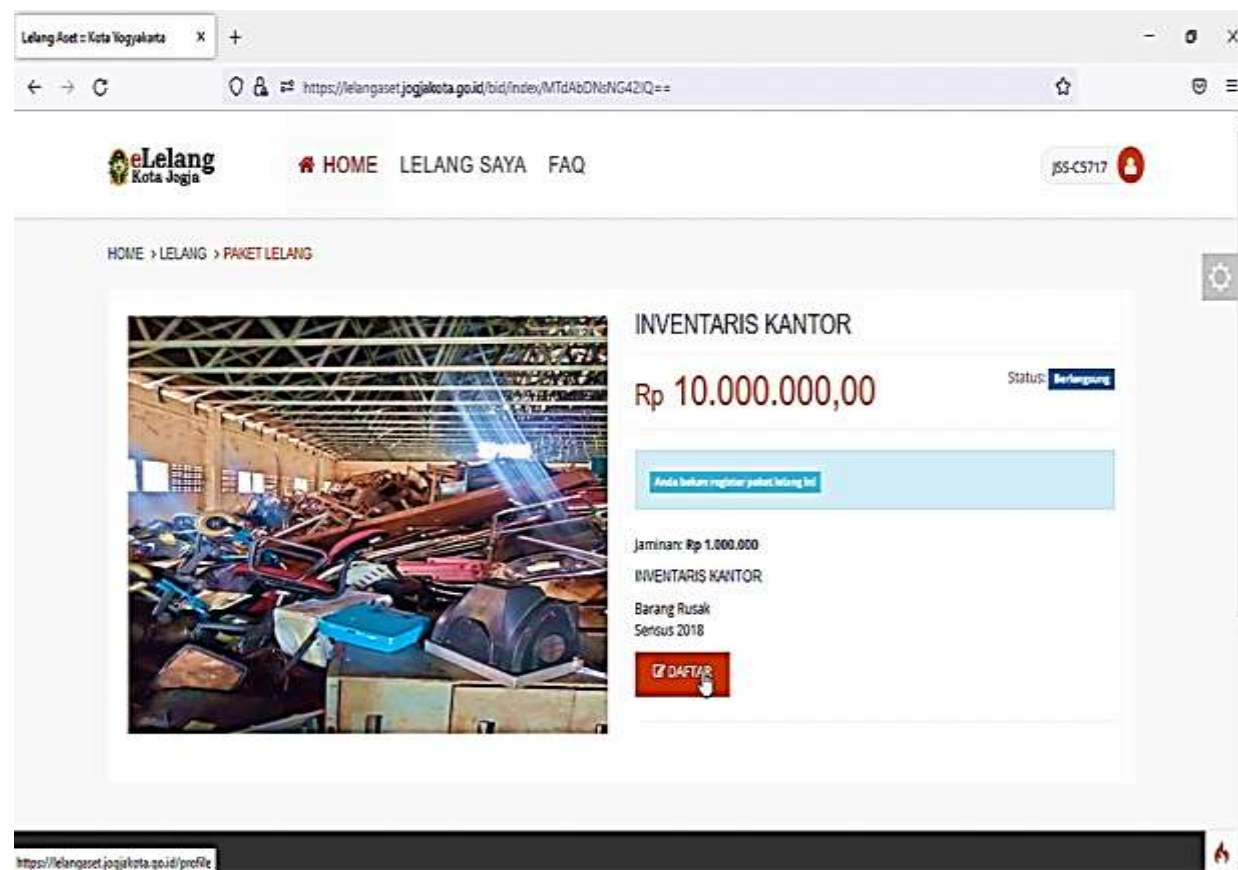 Lelang Aset :: Kota Yogyakarta
https://lelangaset.jogjakota.go.id/bid/index/MTdAbDNsNG42IQ==
eLelang
Kota Jogja
HOME LELANG SAYA FAQ
JSS-C5717
HOME > LELANG > PAKET LELANG
INVENTARIS KANTOR
Rp 10.000.000,00
Status: Berlangsung
Anda belum register paket lelang ini
Jaminan: Rp 1.000.000
INVENTARIS KANTOR
Barang Rusak
Sensus 2018
DAFTAR
https://lelangaset.jogjakota.go.id/profile